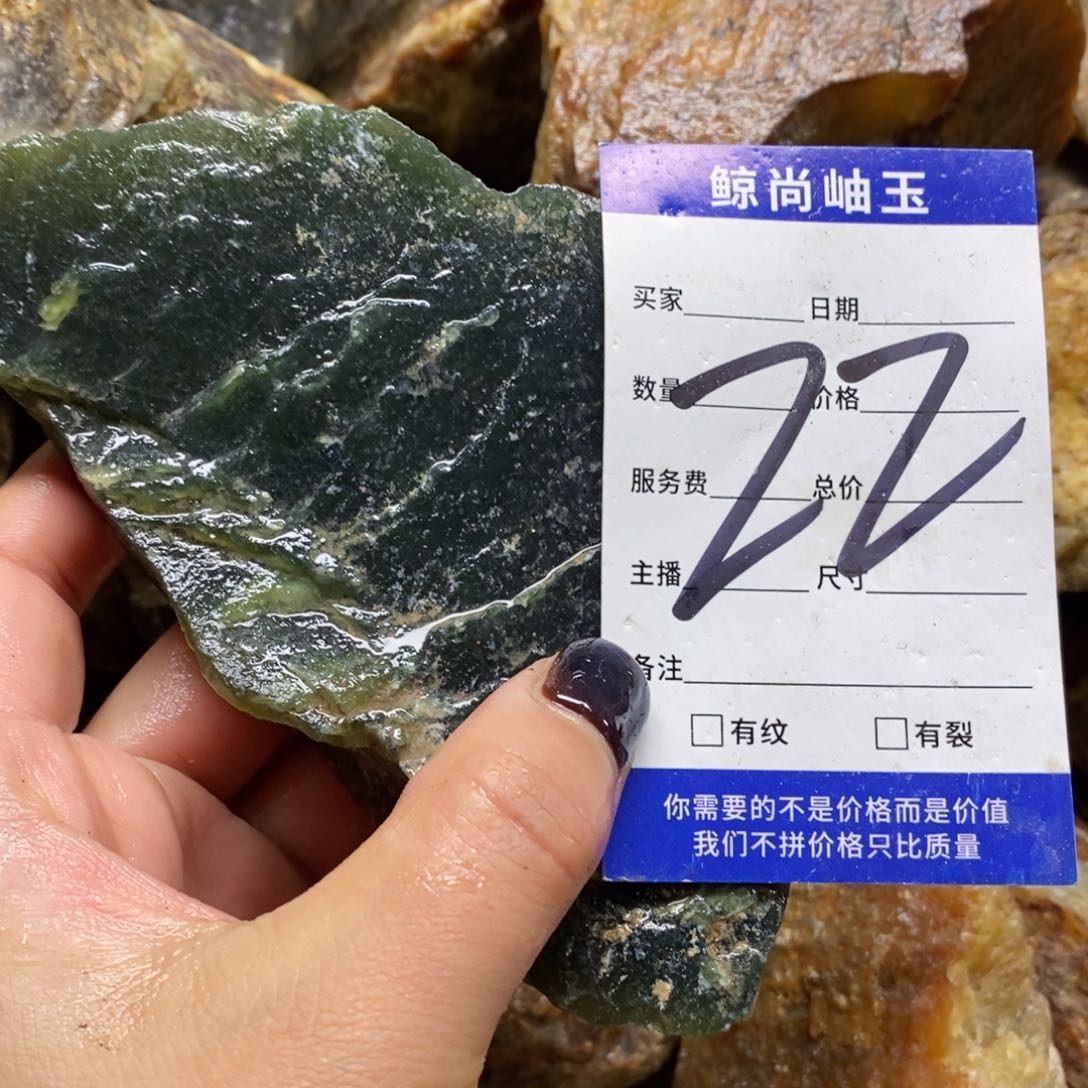 鲸尚岫玉
买家 日期
数量 价格
服务费 总价
主播 尺寸
备注
22
有纹 有裂
你需要的不是价格而是价值
我们不拼价格只比质量